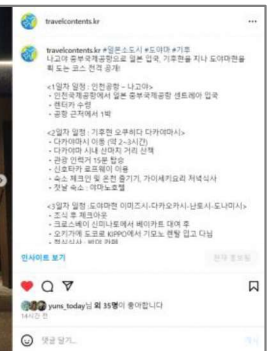 travelcontents.kr
travelcontents.kr #일본소도시 #도야마 #기후
나고야 중부국제공항으로 일본 입국, 기후현을 지나 도야마현을
훅 도는 코스 전격 공개!
<1일차 일정 : 인천공항 - 나고야>
- 인천국제공항에서 일본 중부국제공항 센트레아 입국
- 렌터카 수령
- 공항 근처에서 1박
<2일차 일정 : 기후현 오쿠히다 다카야마시>
- 다카야마시 이동 (약 2~3시간)
- 다카야마 시내 산마치 거리 산책
- 관광 인력거 15분 탑승
- 신호타카 로프웨이 이용
- 숙소 체크인 및 온천 즐기기, 가이세키요리 저녁식사
- 첫날 숙소 : 야마노호텔
<3일차 일정 :도야마현 이미즈시-다카오카시-난토시-도나미시>
- 조식 후 체크아웃
- 크로스베이 신미나토에서 베이카트 대여 후
- 오키가에 도코로 KIPPO에서 기모노 렌탈 입고 다님
인사이트 보기
yuns_today님 외 35명이 좋아합니다
14시간 전
댓글 달기...